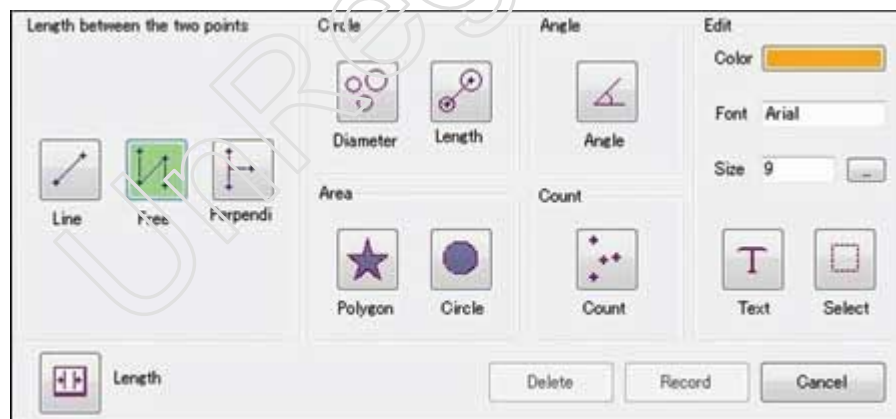 Length between the two points
Line
Free
Perpendi
Circle
Diameter
Length
Area
Polygon
Circle
Angle
Angle
Count
Count
Edit
Color
Font Arial
Size 9 ...
Text
Select
Length
Delete
Record
Cancel